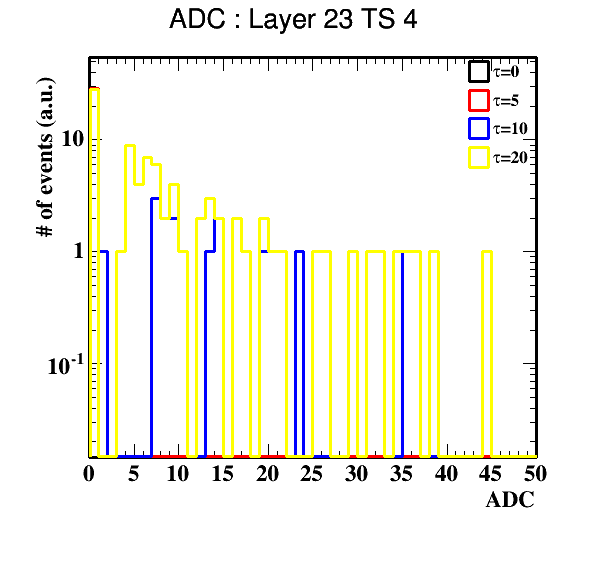 ADC : Layer 23 TS 4
# of events (a.u.)
τ=0
τ=5
τ=10
τ=20
10
1
10⁻¹
0 5 10 15 20 25 30 35 40 45 50
ADC